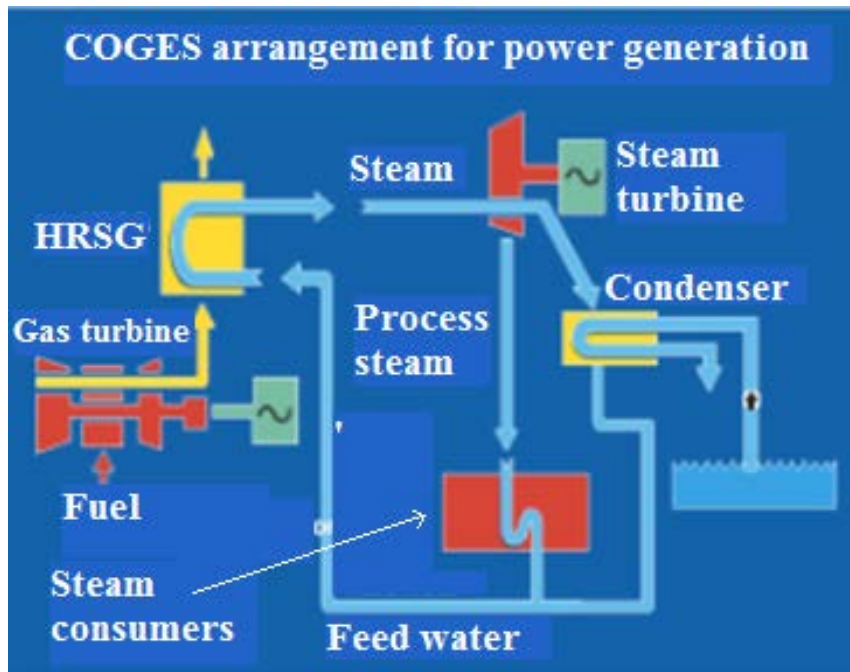 COGES arrangement for power generation
Steam
Steam
turbine
HRSG
Condenser
Gas turbine
Process
steam
Fuel
Steam
consumers
Feed water